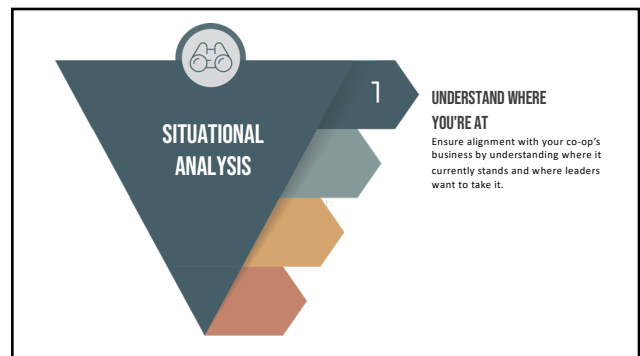 1
SITUATIONAL
ANALYSIS
UNDERSTAND WHERE
YOU'RE AT
Ensure alignment with your co-op’s
business by understanding where it
currently stands and where leaders
want to take it.